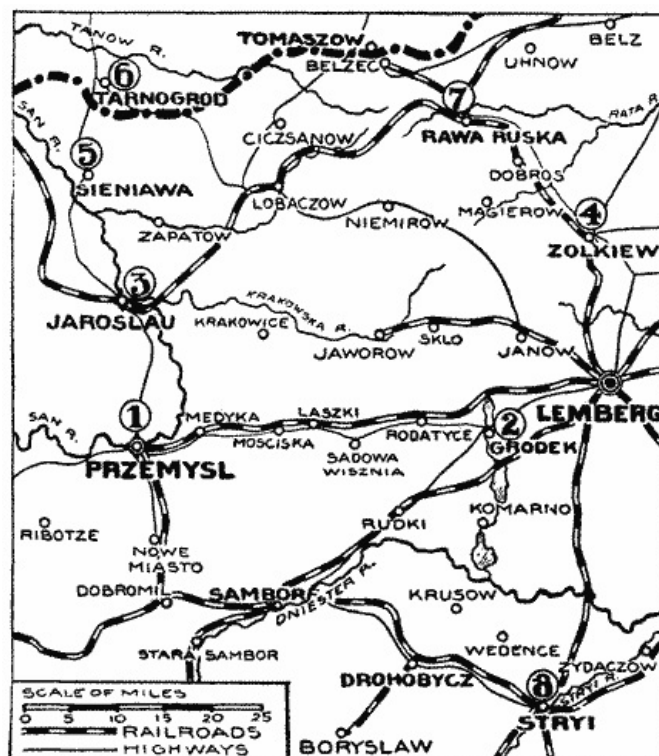 TANOW R.
TOMASZOW
BELZ
BELZEC
UHNOW
6
TARNOGROD
7
SAN R.
CICZSANOW
RAWA RUSKA
RATA R.
5
SIENIAWA
DOBROS
LOBACZOW
MAGIEROW
4
ZAPATOW
NIEMIROW
ZOLKIEW
3
JAROSLAU
KRAKOWSKA R.
KRAKOWICE
JAWOROW
SKLO
JANOW
SAN R.
1
MEDYKA
LASZKI
2
LEMBERG
PRZEMYSL
MOSCISKA
SADOWA
WISZNIA
RODATYCE
GRODEK
RIBOTZE
NOWE
MIASTO
RUDKI
KOMARNO
DOBROMIL
SAMBOR
DNIESTER R.
KRUSOW
STARA SAMBOR
WEDENCE
ZYDACZOW
DROHOBYCZ
8
STRYI R.
STRYI
BORYSLAW
SCALE OF MILES
0 5 10 15 20 25
RAILROADS
HIGHWAYS